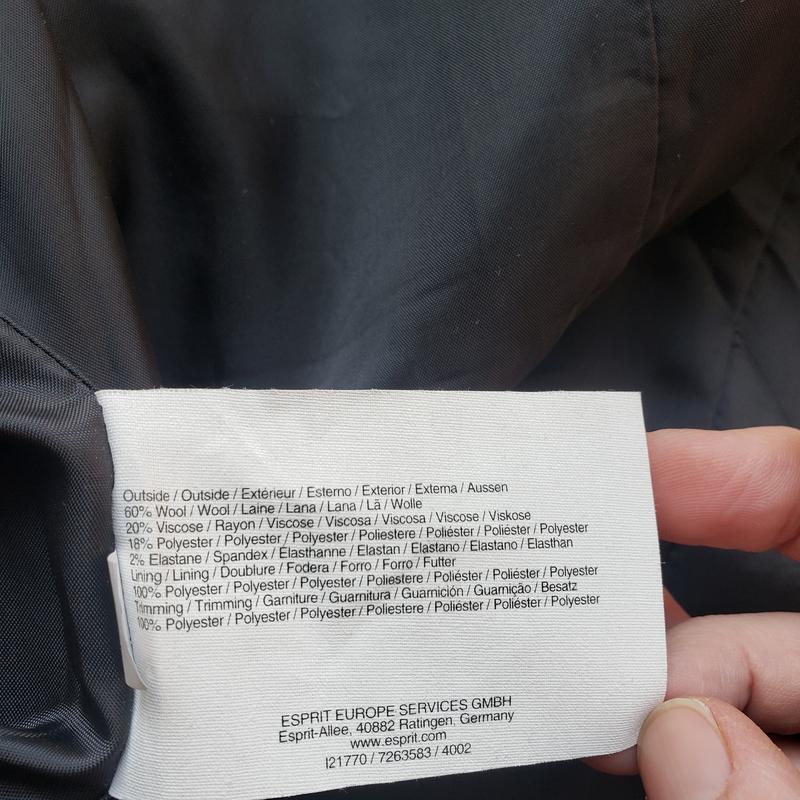 Outside / Outside / Extérieur / Esterno / Exterior / Externa / Aussen
60% Wool / Wool / Laine / Lana / Lana / Lã / Wolle
20% Viscose / Rayon / Viscose / Viscosa / Viscosa / Viscose / Viskose
18% Polyester / Polyester / Polyester / Poliestere / Poliéster / Poliéster / Polyester
2% Elastane / Spandex / Elasthanne / Elastan / Elastano / Elastano / Elasthan
Lining / Lining / Doublure / Fodera / Forro / Forro / Futter
100% Polyester / Polyester / Polyester / Poliestere / Poliéster / Poliéster / Polyester
Trimming / Trimming / Garniture / Guarnitura / Guarnición / Guarnição / Besatz
100% Polyester / Polyester / Polyester / Poliestere / Poliéster / Poliéster / Polyester
ESPRIT EUROPE SERVICES GMBH
Esprit-Allee, 40882 Ratingen, Germany
www.esprit.com
I21770 / 7263583 / 4002